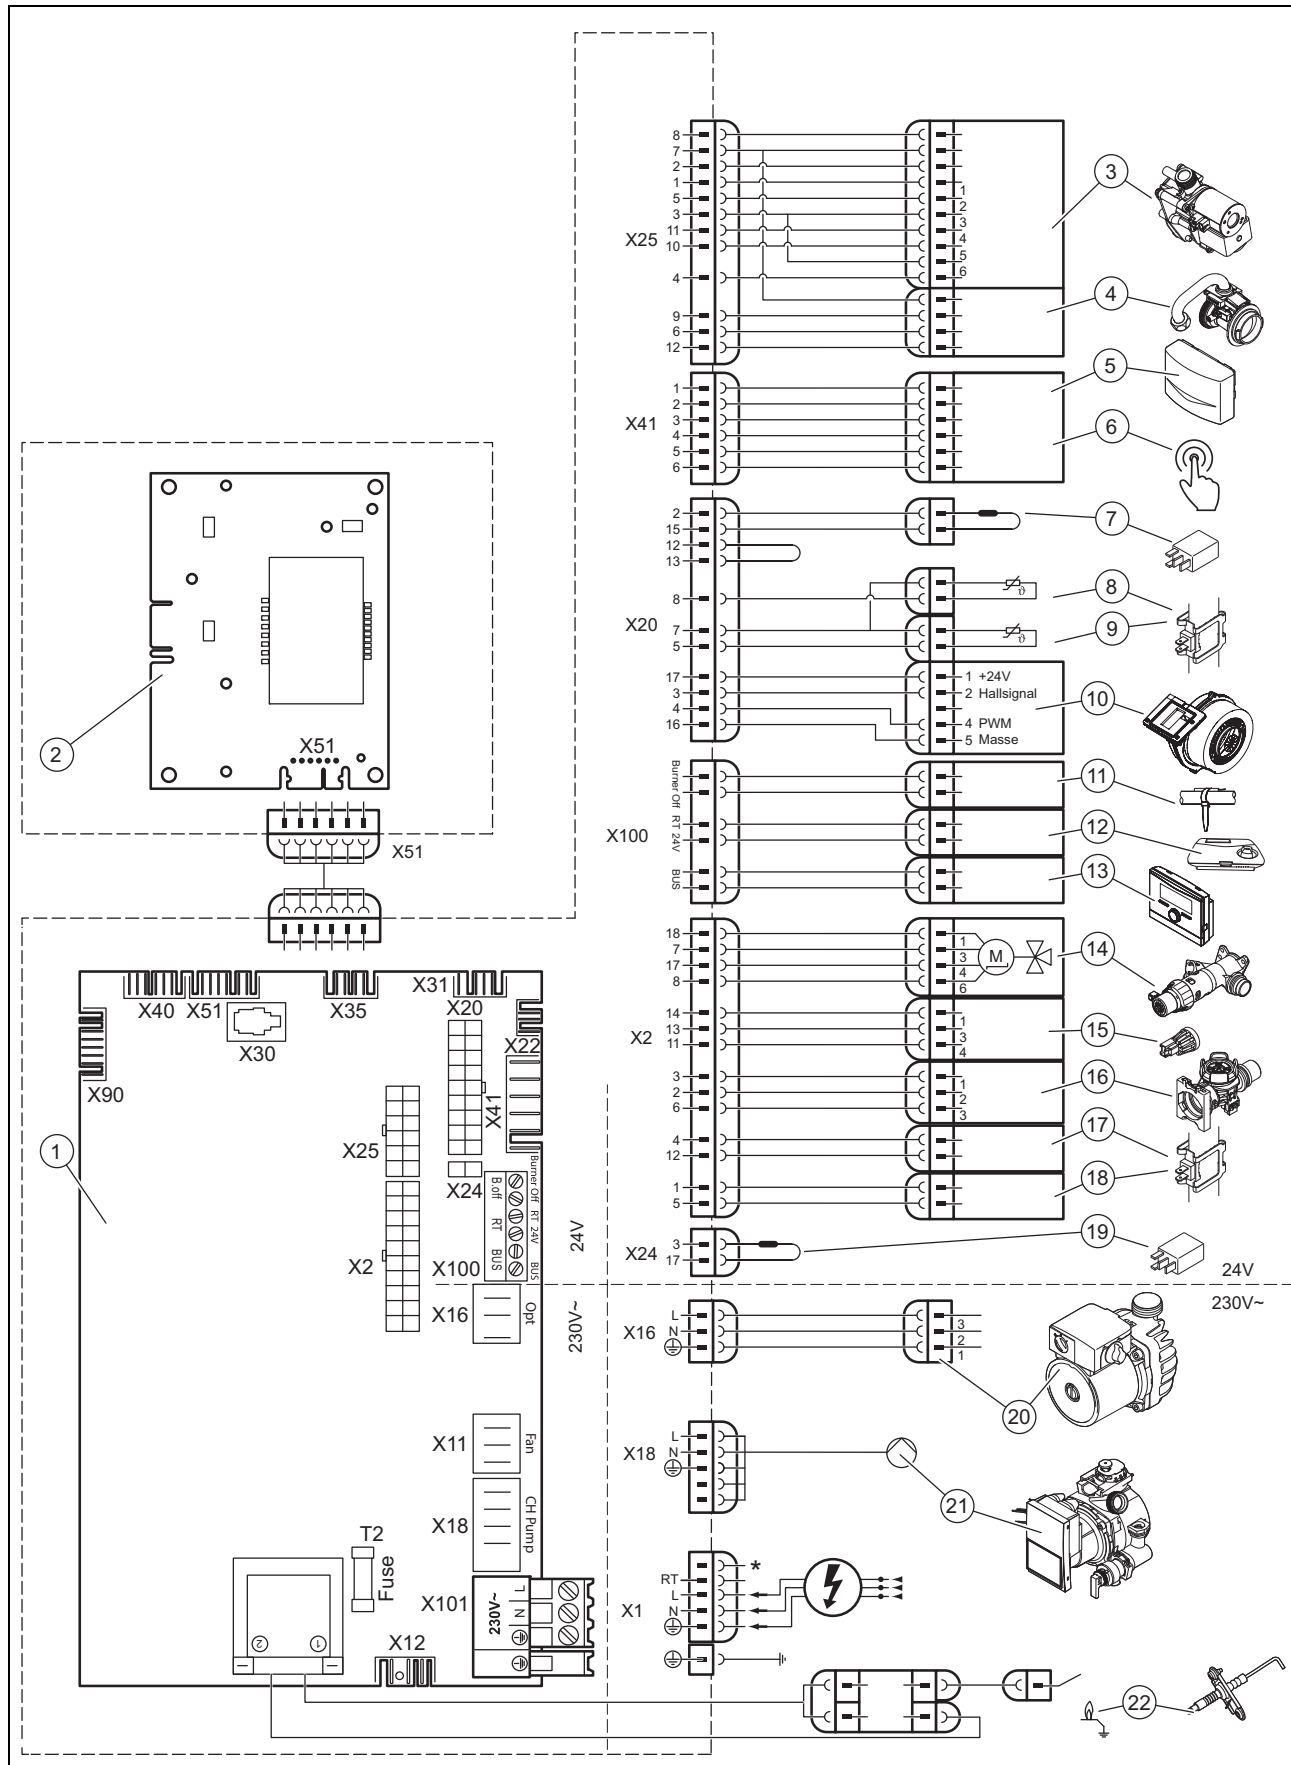 8
7
2
1
5
3
11
10
4
9
6
12
X25
1
2
3
4
5
6
3
4
1
2
3
4
5
6
X41
5
6
2
15
12
13
8
7
5
17
3
4
16
X20
7
8
ϑ
9
ϑ
1 +24V
2 Hallsignal
4 PWM
5 Masse
10
2
X51
X51
Burner Off
RT 24V
BUS
X100
11
12
13
18
7
17
8
14
13
11
3
2
6
4
12
1
5
X2
1
3
4
6
M
14
1
3
4
15
1
2
3
16
17
18
X24
3
17
19
24V
230V~
X40
X51
X30
X35
X31
X20
X22
X90
X41
X25
X24
1
X2
B.off
RT
BUS
Burner Off
RT 24V
BUS
X100
24V
230V~
X16
Opt
X11
Fan
X18
CH Pump
T2
Fuse
X101
230V~
L
N
X12
2
1
X16
L
N
3
2
1
20
X18
L
N
21
X1
*
RT
L
N
22